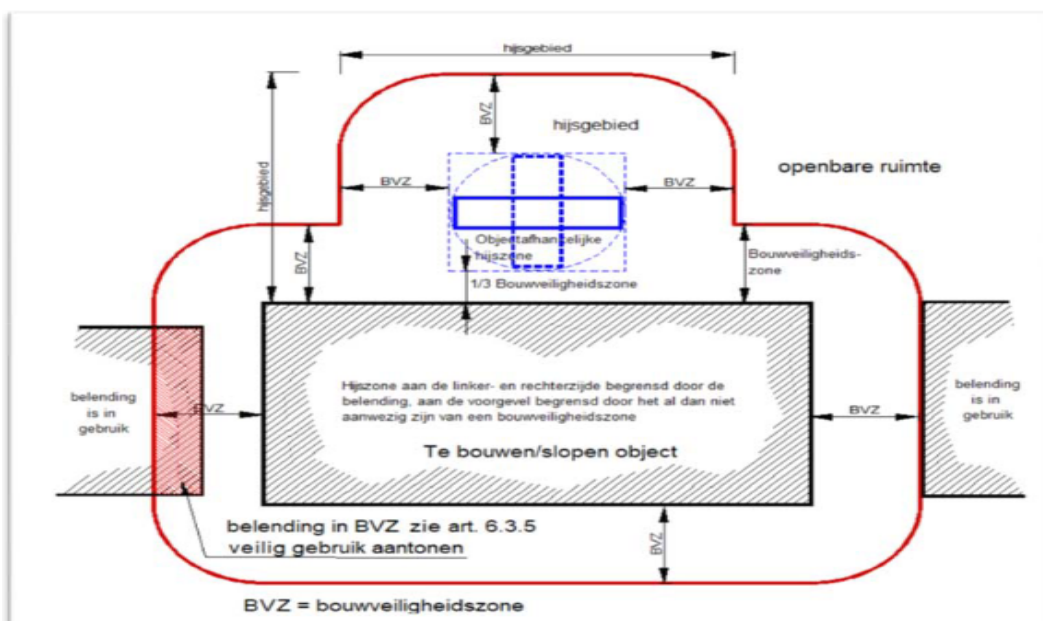 hijsgebied
BVZ
hijsgebied
openbare ruimte
hijsgebied
BVZ
BVZ
BVZ
Objectafhankelijke
hijszone
Bouwveiligheids-
zone
1/3 Bouwveiligheidszone
belending
is in
gebruik
BVZ
Hijszone aan de linker- en rechterzijde begrensd door de
belending, aan de voorgevel begrensd door het al dan niet
aanwezig zijn van een bouwveiligheidszone
Te bouwen/slopen object
BVZ
belending
is in
gebruik
belending in BVZ zie art. 6.3.5
veilig gebruik aantonen
BVZ
BVZ = bouwveiligheidszone